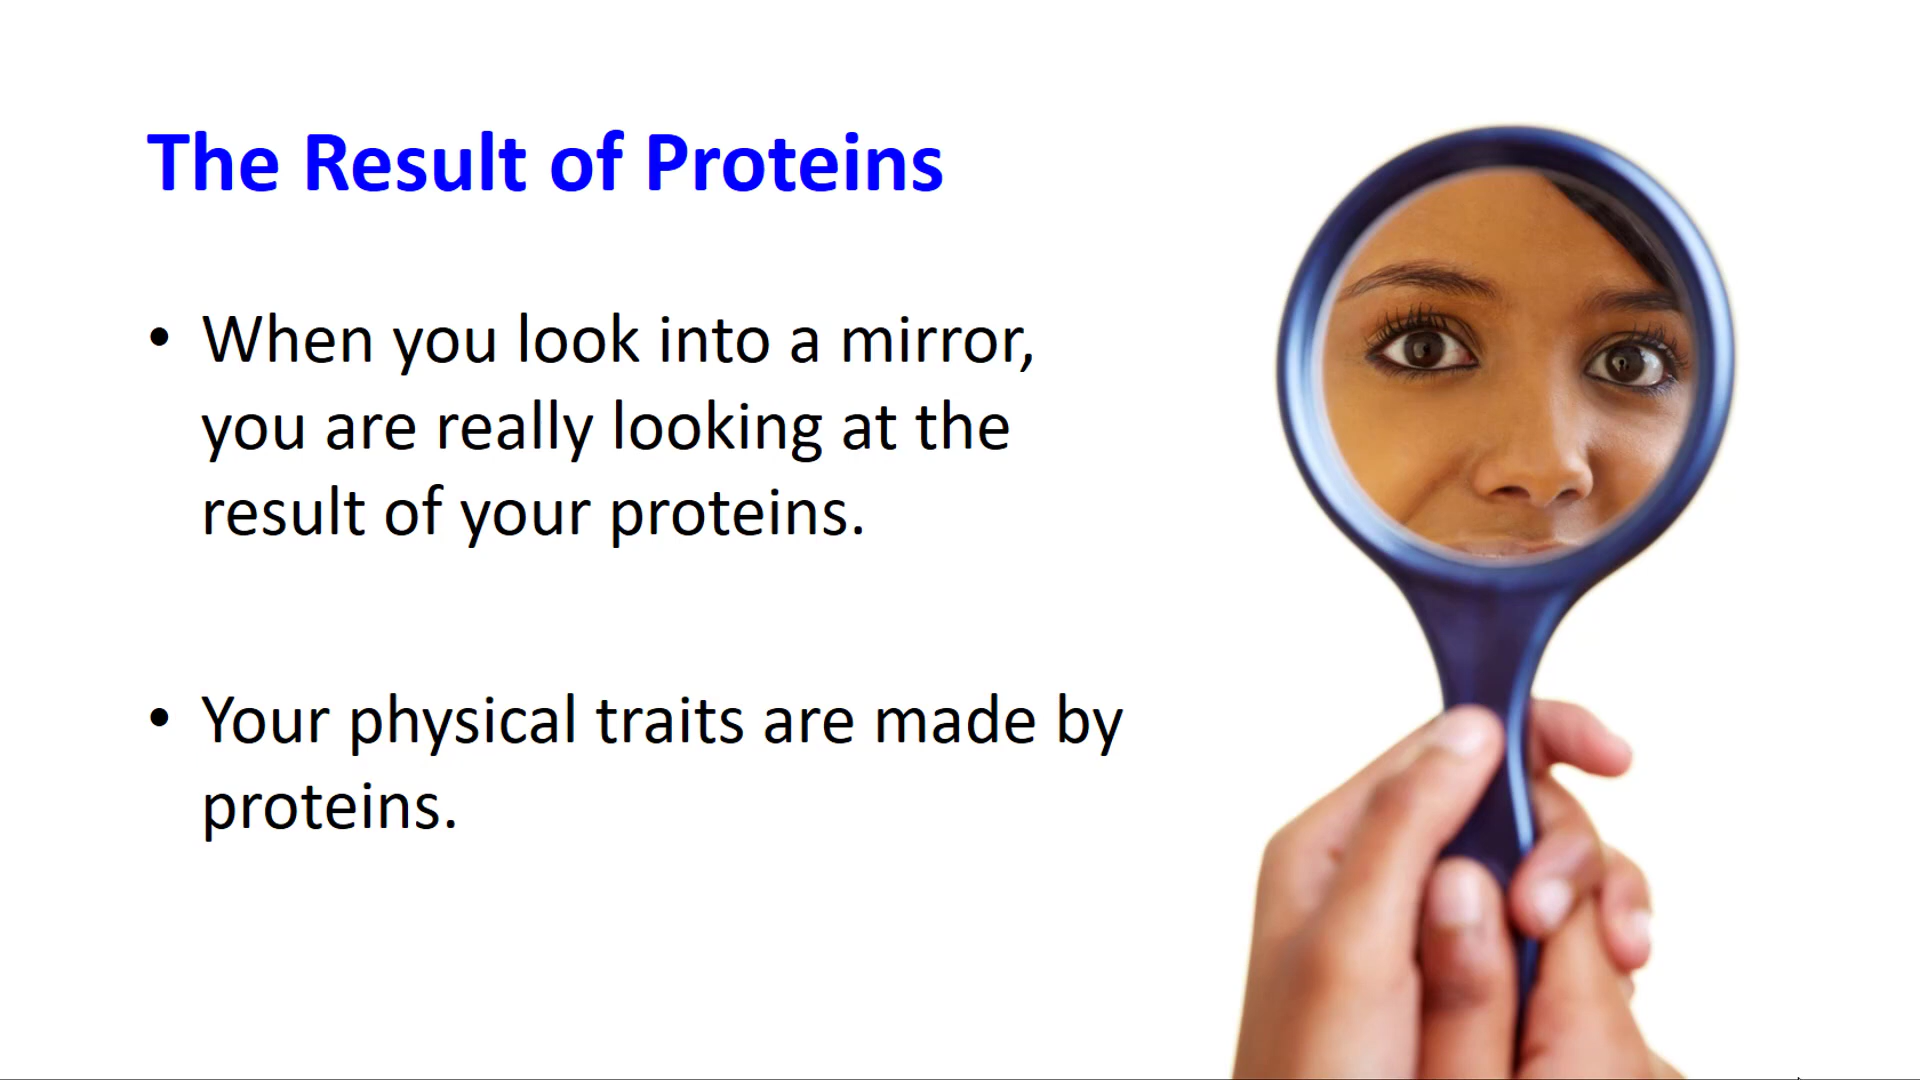 The Result of Proteins
• When you look into a mirror,
you are really looking at the
result of your proteins.
• Your physical traits are made by
proteins.